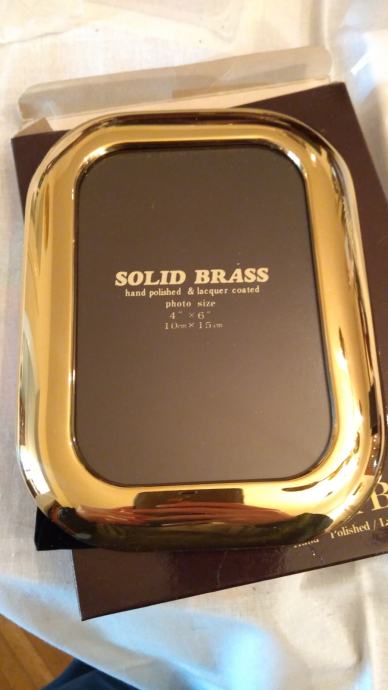 SOLID BRASS
hand polished & lacquer coated
photo size
4" × 6"
10cm × 15cm
B
Polished /